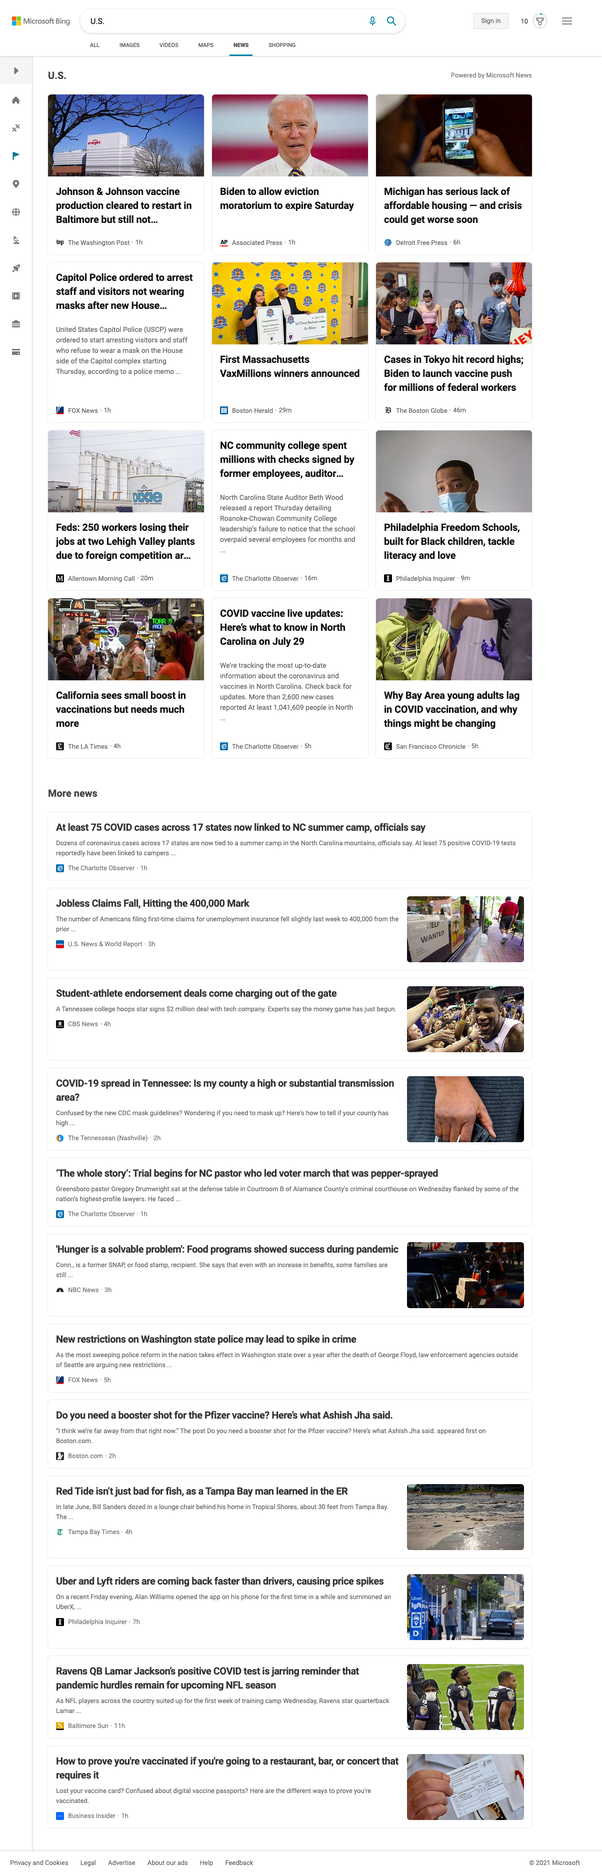 Microsoft Bing
U.S.
Sign in
10
ALL
IMAGES
VIDEOS
MAPS
NEWS
SHOPPING
U.S.
Powered by Microsoft News
Johnson & Johnson vaccine
production cleared to restart in
Baltimore but still not...
The Washington Post · 1h
Biden to allow eviction
moratorium to expire Saturday
Associated Press · 1h
Michigan has serious lack of
affordable housing — and crisis
could get worse soon
Detroit Free Press · 6h
Capitol Police ordered to arrest
staff and visitors not wearing
masks after new House...
United States Capitol Police (USCP) were
ordered to start arresting visitors and staff
who refuse to wear a mask on the House
side of the Capitol complex starting
Thursday, according to a police memo ...
FOX News · 1h
First Massachusetts
VaxMillions winners announced
Boston Herald · 29m
HEY
Cases in Tokyo hit record highs;
Biden to launch vaccine push
for millions of federal workers
The Boston Globe · 46m
dixie
Feds: 250 workers losing their
jobs at two Lehigh Valley plants
due to foreign competition ar...
Allentown Morning Call · 20m
NC community college spent
millions with checks signed by
former employees, auditor...
North Carolina State Auditor Beth Wood
released a report Thursday detailing
Roanoke-Chowan Community College
leadership's failure to notice that the school
overpaid several employees for months and
...
The Charlotte Observer · 16m
Philadelphia Freedom Schools,
built for Black children, tackle
literacy and love
Philadelphia Inquirer · 9m
California sees small boost in
vaccinations but needs much
more
The LA Times · 4h
COVID vaccine live updates:
Here's what to know in North
Carolina on July 29
We're tracking the most up-to-date
information about the coronavirus and
vaccines in North Carolina. Check back for
updates. More than 2,600 new cases
reported At least 1,041,609 people in North
...
The Charlotte Observer · 5h
Why Bay Area young adults lag
in COVID vaccination, and why
things might be changing
San Francisco Chronicle · 5h
More news
At least 75 COVID cases across 17 states now linked to NC summer camp, officials say
Dozens of coronavirus cases across 17 states are now tied to a summer camp in the North Carolina mountains, officials say. At least 75 positive COVID-19 tests
reportedly have been linked to campers ...
The Charlotte Observer · 1h
Jobless Claims Fall, Hitting the 400,000 Mark
The number of Americans filing first-time claims for unemployment insurance fell slightly last week to 400,000 from the
prior ...
U.S. News & World Report · 3h
HELP
WANTED
Student-athlete endorsement deals come charging out of the gate
A Tennessee college hoops star signs $2 million deal with tech company. Experts say the money game has just begun.
CBS News · 4h
COVID-19 spread in Tennessee: Is my county a high or substantial transmission
area?
Confused by the new CDC mask guidelines? Wondering if you need to mask up? Here's how to tell if your county has
high ...
The Tennessean (Nashville) · 2h
'The whole story': Trial begins for NC pastor who led voter march that was pepper-sprayed
Greensboro pastor Gregory Drumwright sat at the defense table in Courtroom B of Alamance County's criminal courthouse on Wednesday flanked by some of the
nation's highest-profile lawyers. He faced ...
The Charlotte Observer · 1h
'Hunger is a solvable problem': Food programs showed success during pandemic
Conn., is a former SNAP, or food stamp, recipient. She says that even with an increase in benefits, some families are
still ...
NBC News · 3h
New restrictions on Washington state police may lead to spike in crime
As the most sweeping police reform in the nation takes effect in Washington state over a year after the death of George Floyd, law enforcement agencies outside
of Seattle are arguing new restrictions ...
FOX News · 5h
Do you need a booster shot for the Pfizer vaccine? Here's what Ashish Jha said.
"I think we're far away from that right now." The post Do you need a booster shot for the Pfizer vaccine? Here's what Ashish Jha said. appeared first on
Boston.com.
Boston.com · 2h
Red Tide isn't just bad for fish, as a Tampa Bay man learned in the ER
In late June, Bill Sanders dozed in a lounge chair behind his home in Tropical Shores, about 30 feet from Tampa Bay.
The ...
Tampa Bay Times · 4h
Uber and Lyft riders are coming back faster than drivers, causing price spikes
On a recent Friday evening, Alan Williams opened the app on his phone for the first time in a while and summoned an
UberX, ...
Philadelphia Inquirer · 7h
Ravens QB Lamar Jackson's positive COVID test is jarring reminder that
pandemic hurdles remain for upcoming NFL season
As NFL players across the country suited up for the first week of training camp Wednesday, Ravens star quarterback
Lamar ...
Baltimore Sun · 11h
How to prove you're vaccinated if you're going to a restaurant, bar, or concert that
requires it
Lost your vaccine card? Confused about digital vaccine passports? Here are the different ways to prove you're
vaccinated.
Business Insider · 1h
Privacy and Cookies
Legal
Advertise
About our ads
Help
Feedback
© 2021 Microsoft